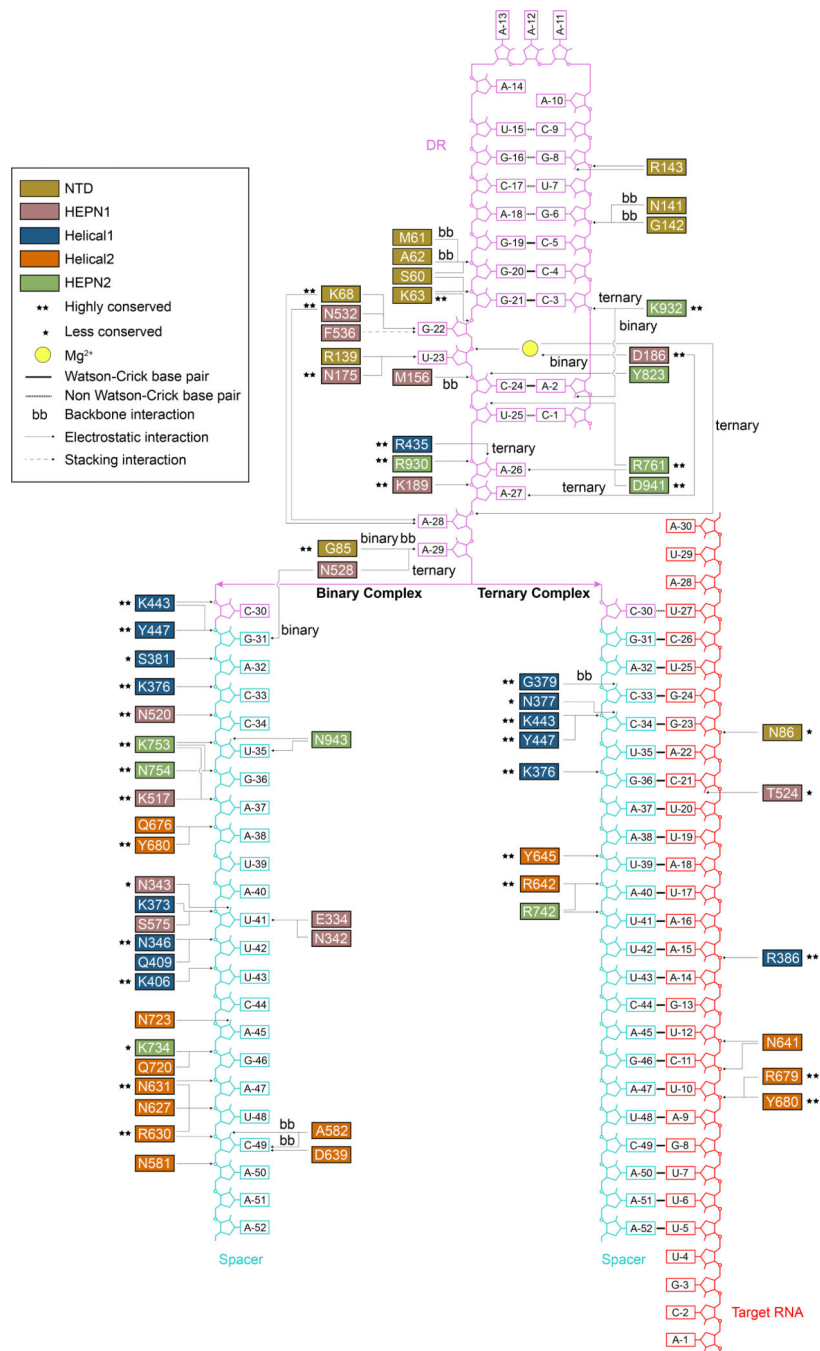 A-13
A-12
A-11
A-14
A-10
DR
U-15
C-9
G-16
G-8
R143
C-17
U-7
A-18
G-6
bb
N141
bb
G142
G-19
C-5
M61
bb
A62
bb
G-20
C-4
S60
K63
★★
G-21
C-3
ternary
K932
★★
binary
★★
K68
★★
N532
F536
G-22
R139
★★
N175
U-23
M156
bb
binary
D186
★★
Y823
C-24
A-2
U-25
C-1
ternary
★★
R435
ternary
★★
R930
A-26
R761
★★
★★
K189
A-27
ternary
D941
★★
A-28
★★
G85
binary bb
A-29
N528
ternary
Binary Complex
Ternary Complex
NTD
HEPN1
Helical1
Helical2
HEPN2
★★ Highly conserved
★ Less conserved
Mg2+
Watson-Crick base pair
Non Watson-Crick base pair
bb Backbone interaction
Electrostatic interaction
Stacking interaction
★★ K443
C-30
★★ Y447
G-31
binary
★ S381
A-32
★★ K376
C-33
★★ N520
C-34
★★ K753
U-35
N943
★★ N754
G-36
★★ K517
A-37
Q676
A-38
★★ Y680
U-39
★ N343
A-40
K373
S575
U-41
E334
N342
★★ N346
U-42
Q409
★★ K406
U-43
C-44
N723
A-45
★ K734
G-46
Q720
★★ N631
A-47
N627
U-48
★★ R630
C-49
bb
bb
A582
D639
N581
A-50
A-51
A-52
Spacer
A-30
U-29
A-28
C-30
U-27
G-31
C-26
A-32
U-25
★★ G379
bb
C-33
G-24
★ N377
★★ K443
C-34
G-23
N86 ★
★★ Y447
U-35
A-22
★★ K376
G-36
C-21
T524 ★
A-37
U-20
A-38
U-19
★★ Y645
U-39
A-18
★★ R642
A-40
U-17
R742
U-41
A-16
U-42
A-15
R386 ★★
U-43
A-14
C-44
G-13
A-45
U-12
N641
G-46
C-11
R679 ★★
A-47
U-10
Y680 ★★
U-48
A-9
C-49
G-8
A-50
U-7
A-51
U-6
A-52
U-5
Spacer
U-4
G-3
C-2
Target RNA
A-1